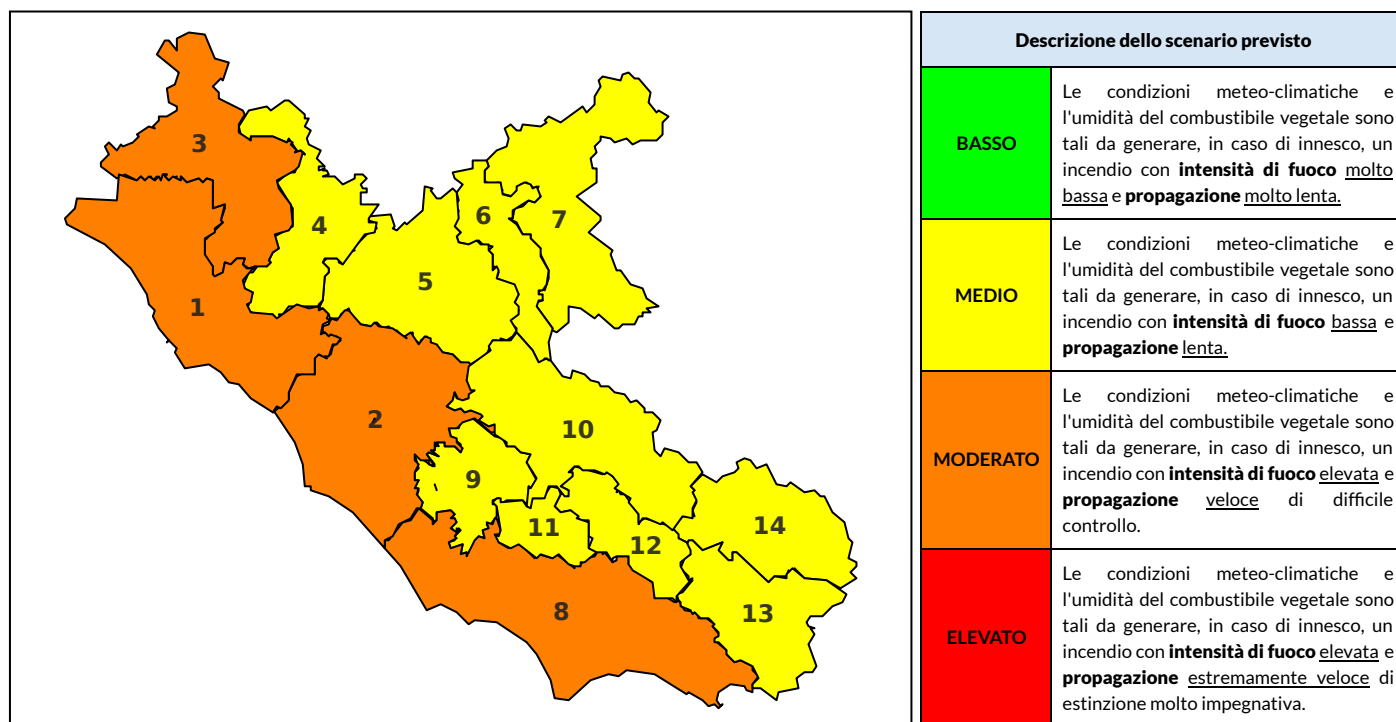 3
4
6
7
5
1
2
10
9
11
12
14
8
13
Descrizione dello scenario previsto
BASSO
Le condizioni meteo-climatiche e
l'umidità del combustibile vegetale sono
tali da generare, in caso di innesco, un
incendio con intensità di fuoco molto
bassa e propagazione molto lenta.
MEDIO
Le condizioni meteo-climatiche e
l'umidità del combustibile vegetale sono
tali da generare, in caso di innesco, un
incendio con intensità di fuoco bassa e
propagazione lenta.
MODERATO
Le condizioni meteo-climatiche e
l'umidità del combustibile vegetale sono
tali da generare, in caso di innesco, un
incendio con intensità di fuoco elevata e
propagazione veloce di difficile
controllo.
ELEVATO
Le condizioni meteo-climatiche e
l'umidità del combustibile vegetale sono
tali da generare, in caso di innesco, un
incendio con intensità di fuoco elevata e
propagazione estremamente veloce di
estinzione molto impegnativa.